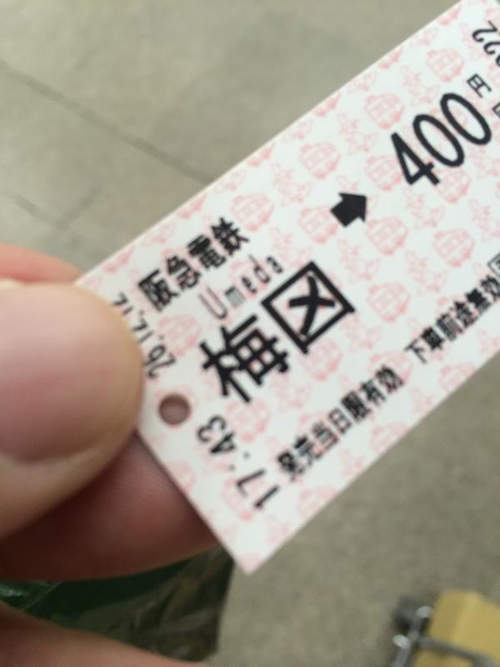 26.12.12
阪急電鉄
Umeda
梅田 ➡ 400円
17:43
発売当日限有効 下車前途無効